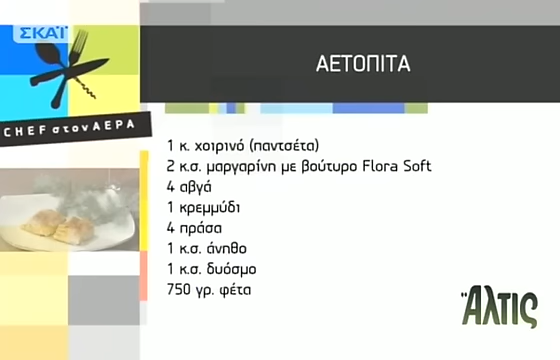 ΣΚΑΪ
CHEF στον ΑΕΡΑ
ΑΕΤΟΠΙΤΑ
1 κ. χοιρινό (παντσέτα)
2 κ.σ. μαργαρίνη με βούτυρο Flora Soft
4 αβγά
1 κρεμμύδι
4 πράσα
1 κ.σ. άνηθο
1 κ.σ. δυόσμο
750 γρ. φέτα
Άλτις